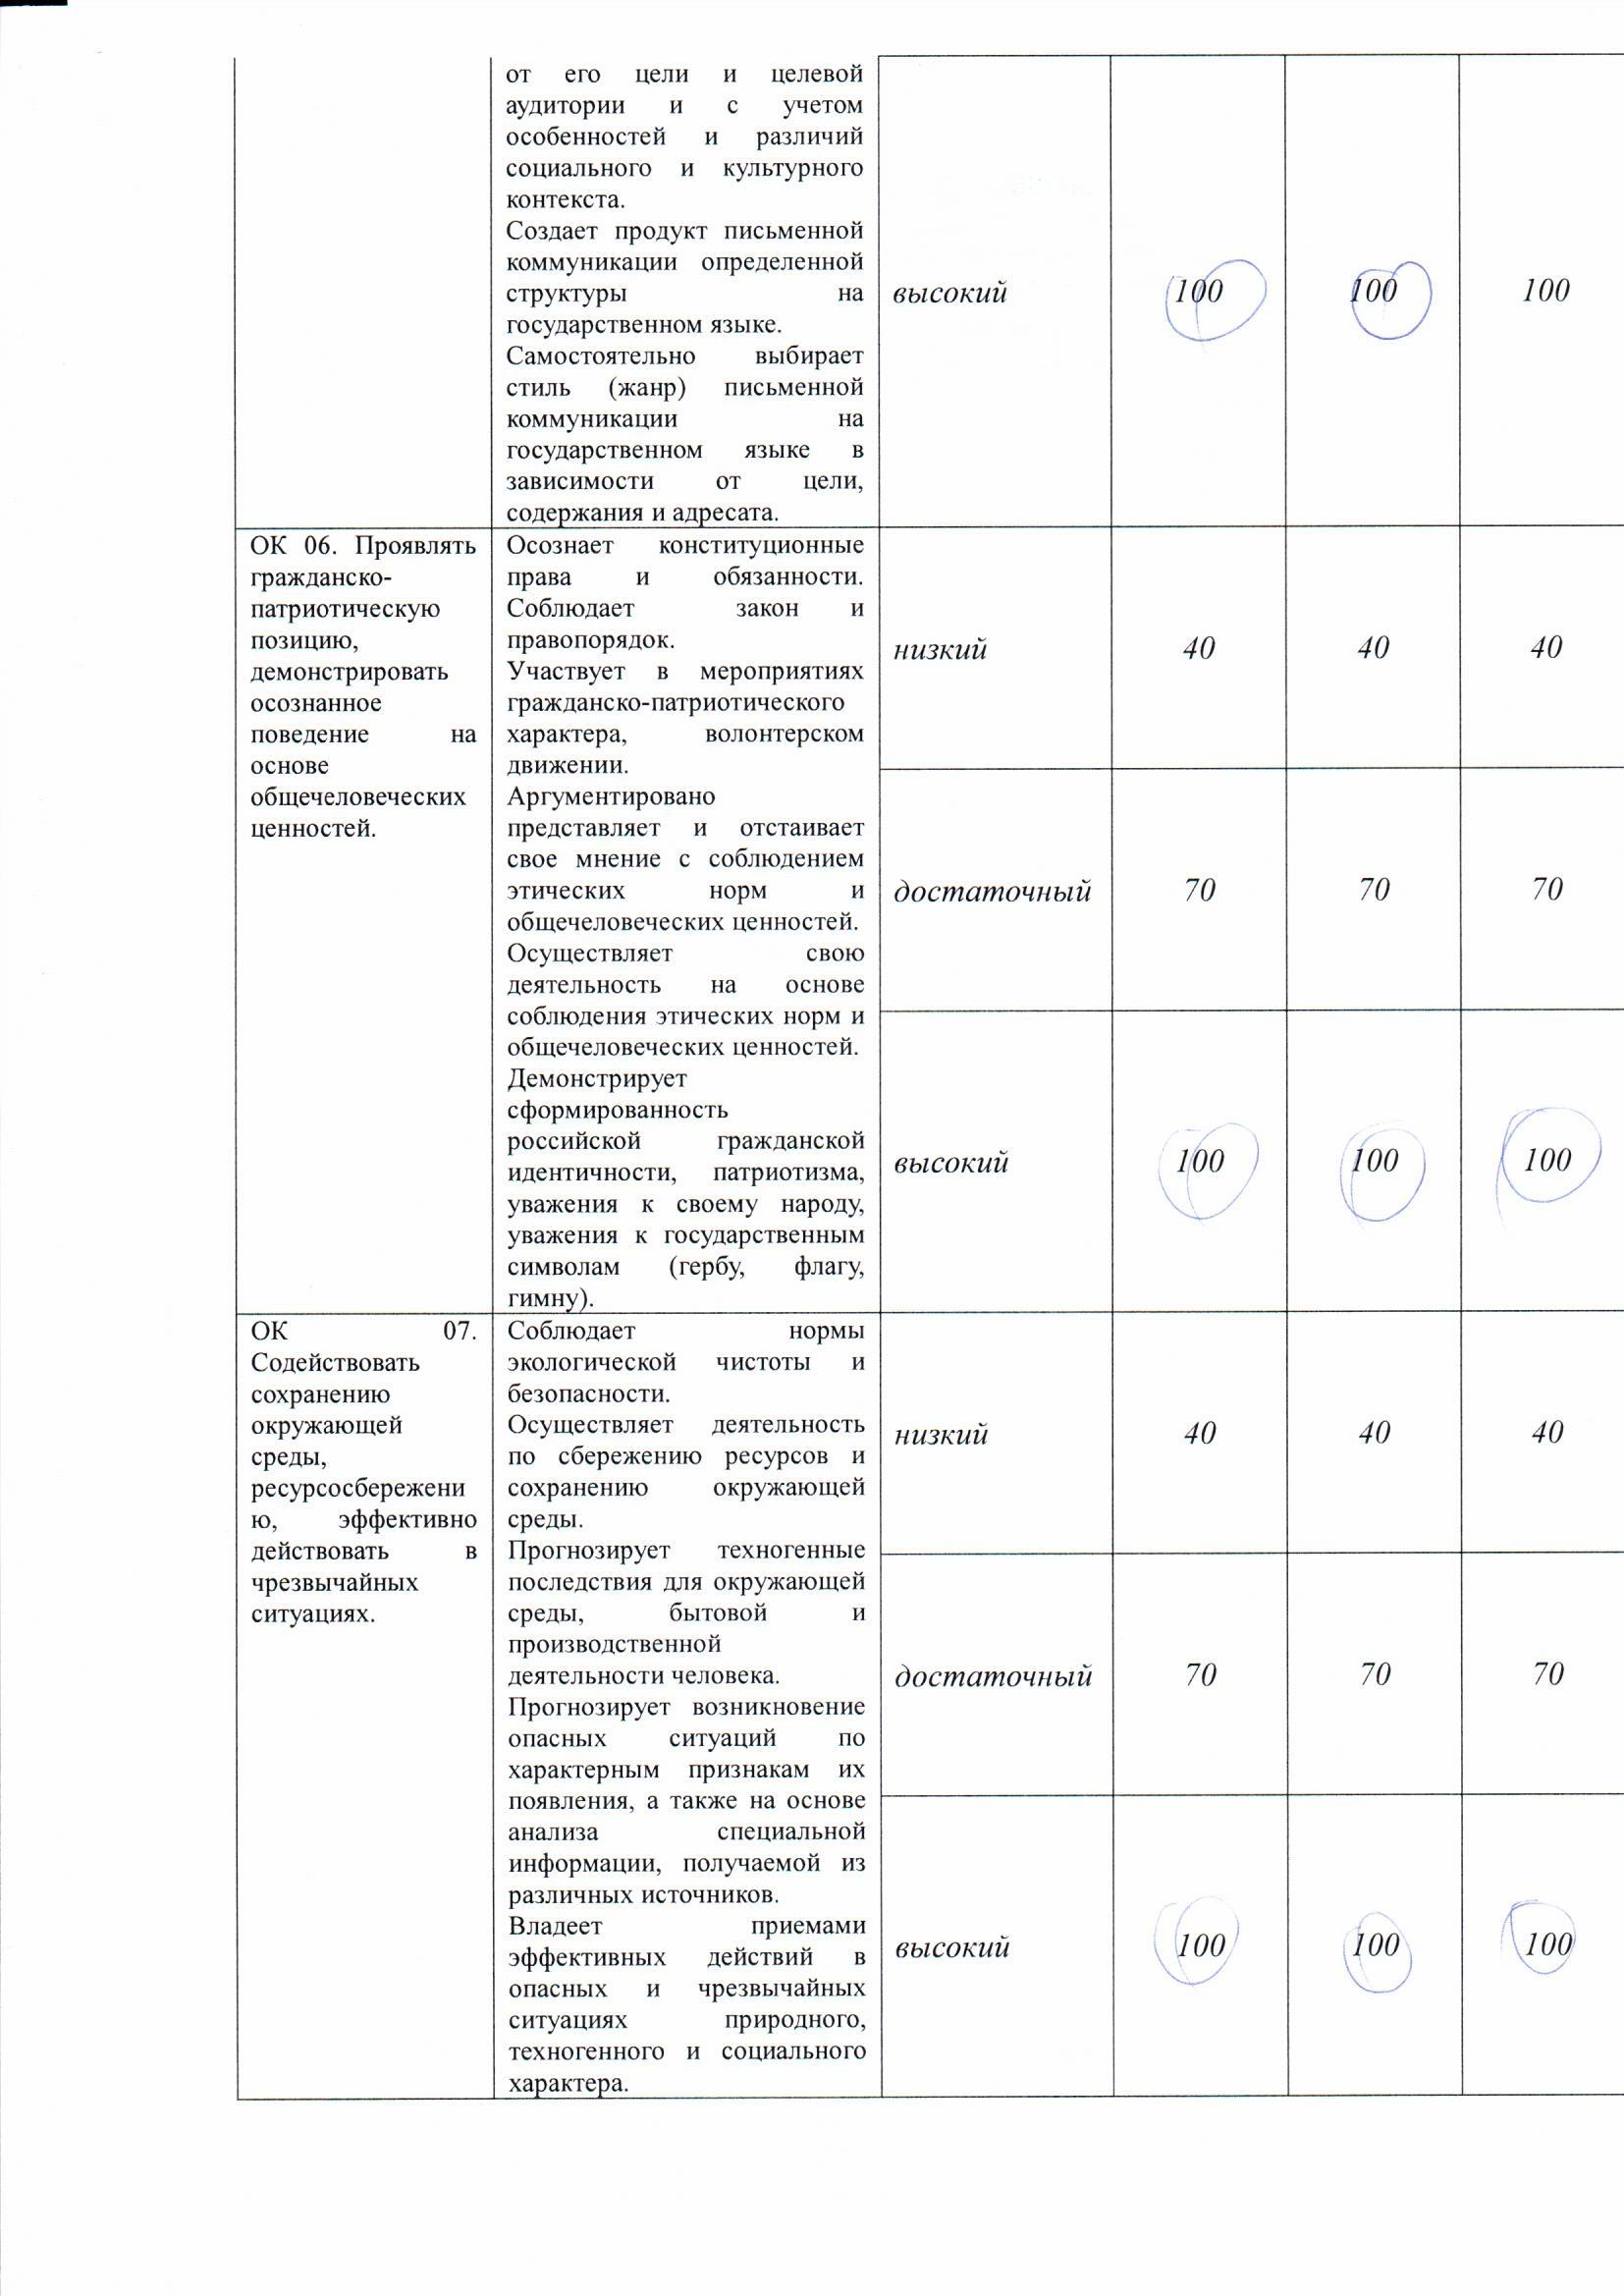 от его цели и целевой
аудитории и с учетом
особенностей и различий
социального и культурного
контекста.
Создает продукт письменной
коммуникации определенной
структуры на
государственном языке.
Самостоятельно выбирает
стиль (жанр) письменной
коммуникации на
государственном языке в
зависимости от цели,
содержания и адресата.
высокий 100 100 100
ОК 06. Проявлять
гражданско-
патриотическую
позицию,
демонстрировать
осознанное
поведение на
основе
общечеловеческих
ценностей.
Осознает конституционные
права и обязанности.
Соблюдает закон и
правопорядок.
Участвует в мероприятиях
гражданско-патриотического
характера, волонтерском
движении.
Аргументировано
представляет и отстаивает
свое мнение с соблюдением
этических норм и
общечеловеческих ценностей.
Осуществляет свою
деятельность на основе
соблюдения этических норм и
общечеловеческих ценностей.
Демонстрирует
сформированность
российской гражданской
идентичности, патриотизма,
уважения к своему народу,
уважения к государственным
символам (гербу, флагу,
гимну).
низкий 40 40 40
достаточный 70 70 70
высокий 100 100 100
ОК 07.
Содействовать
сохранению
окружающей
среды,
ресурсосбережени
ю, эффективно
действовать в
чрезвычайных
ситуациях.
Соблюдает нормы
экологической чистоты и
безопасности.
Осуществляет деятельность
по сбережению ресурсов и
сохранению окружающей
среды.
Прогнозирует техногенные
последствия для окружающей
среды, бытовой и
производственной
деятельности человека.
Прогнозирует возникновение
опасных ситуаций по
характерным признакам их
появления, а также на основе
анализа специальной
информации, получаемой из
различных источников.
Владеет приемами
эффективных действий в
опасных и чрезвычайных
ситуациях природного,
техногенного и социального
характера.
низкий 40 40 40
достаточный 70 70 70
высокий 100 100 100